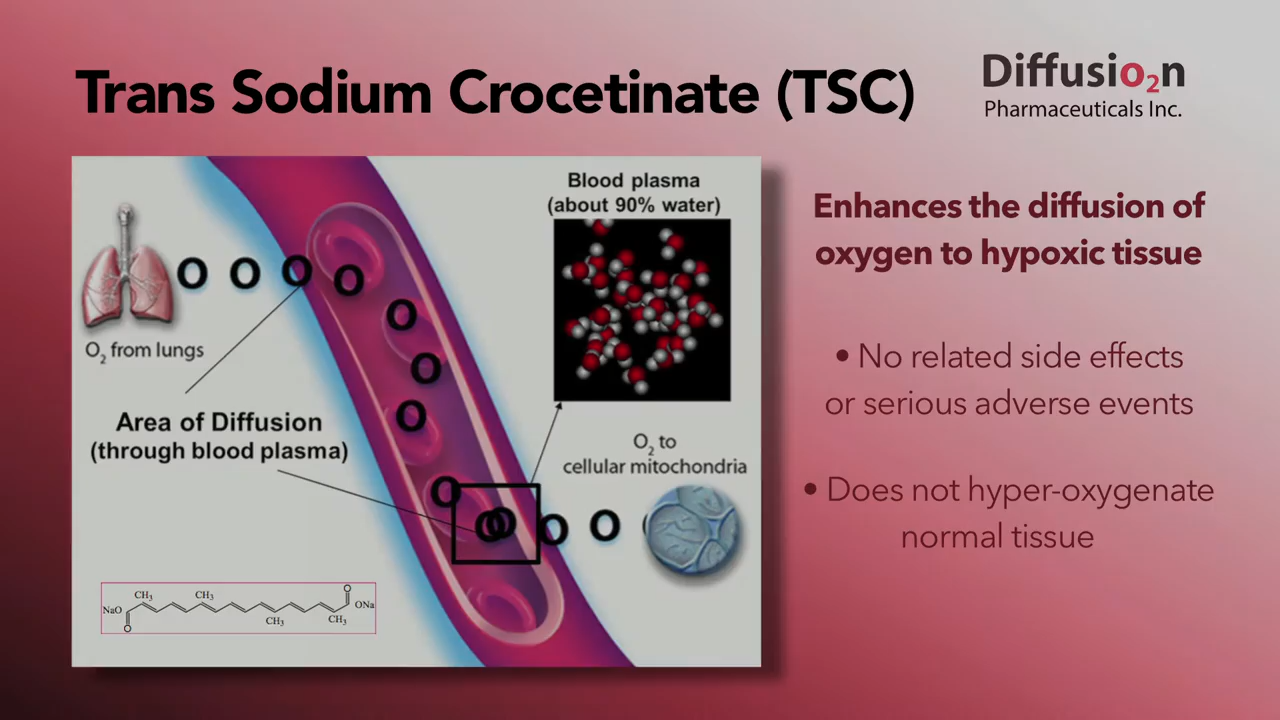 Trans Sodium Crocetinate (TSC)
Diffusio₂n
Pharmaceuticals Inc.
Blood plasma
(about 90% water)
O O O O
O
O
O
O₂ from lungs
Area of Diffusion
(through blood plasma)
O₂ to
cellular mitochondria
O
O O O O
CH₃ CH₃ O
NaO ONa
O CH₃ CH₃
Enhances the diffusion of
oxygen to hypoxic tissue
• No related side effects
or serious adverse events
• Does not hyper-oxygenate
normal tissue